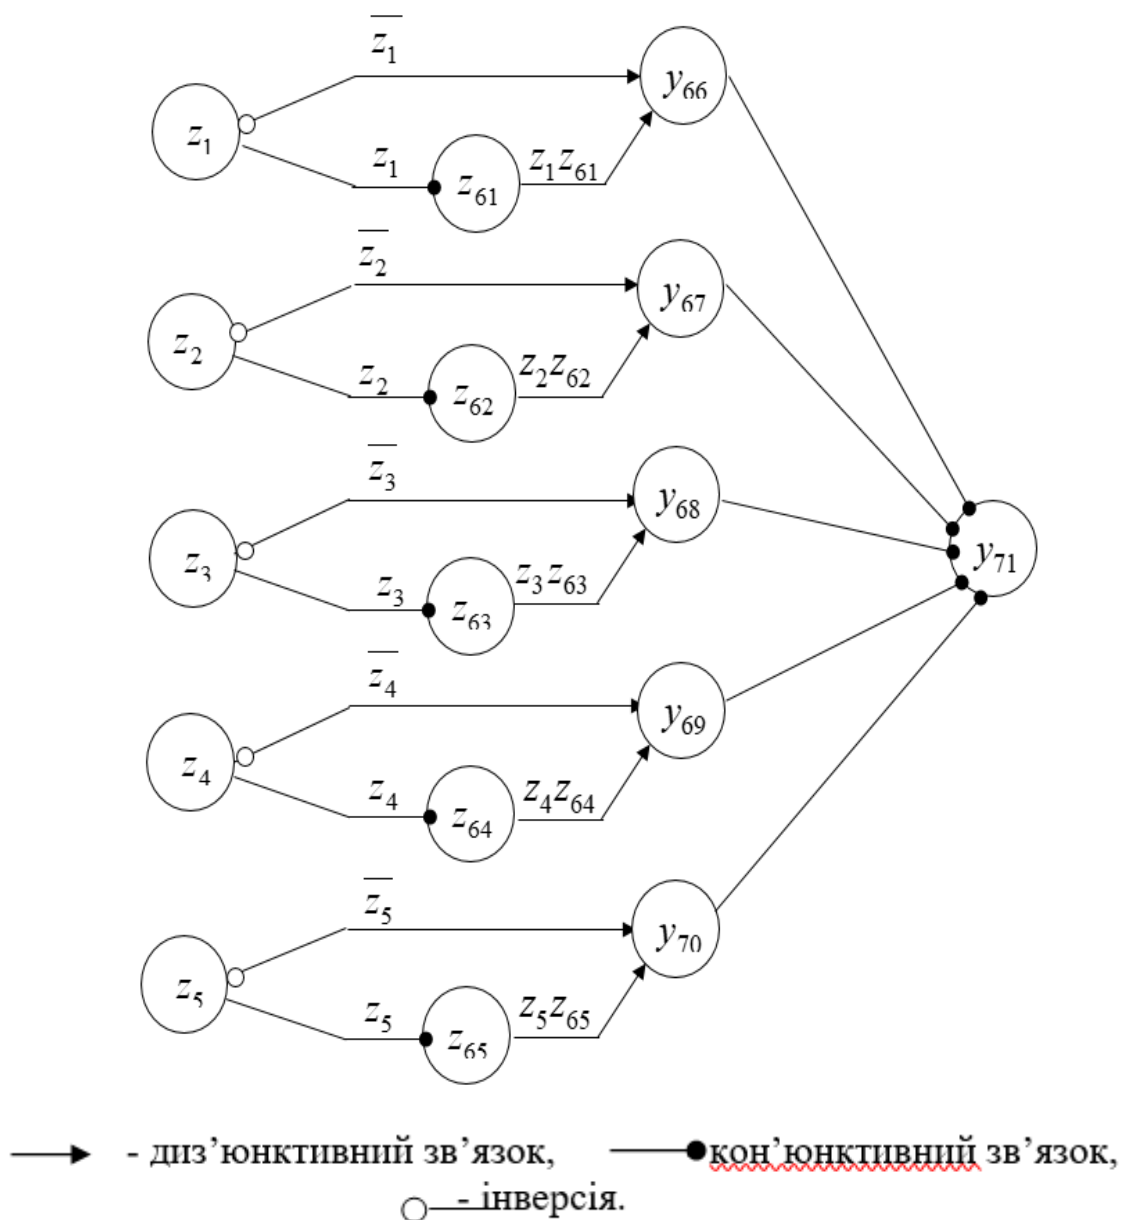 z̅₁
y₆₆
z₁
z₁
z₁z₆₁
z₆₁
z̅₂
y₆₇
z₂
z₂
z₂z₆₂
z₆₂
z̅₃
y₆₈
z₃
z₃
z₃z₆₃
z₆₃
y₇₁
z̅₄
y₆₉
z₄
z₄
z₄z₆₄
z₆₄
z̅₅
y₇₀
z₅
z₅
z₅z₆₅
z₆₅
- диз’юнктивний зв’язок, кон’юнктивний зв’язок,
- інверсія.